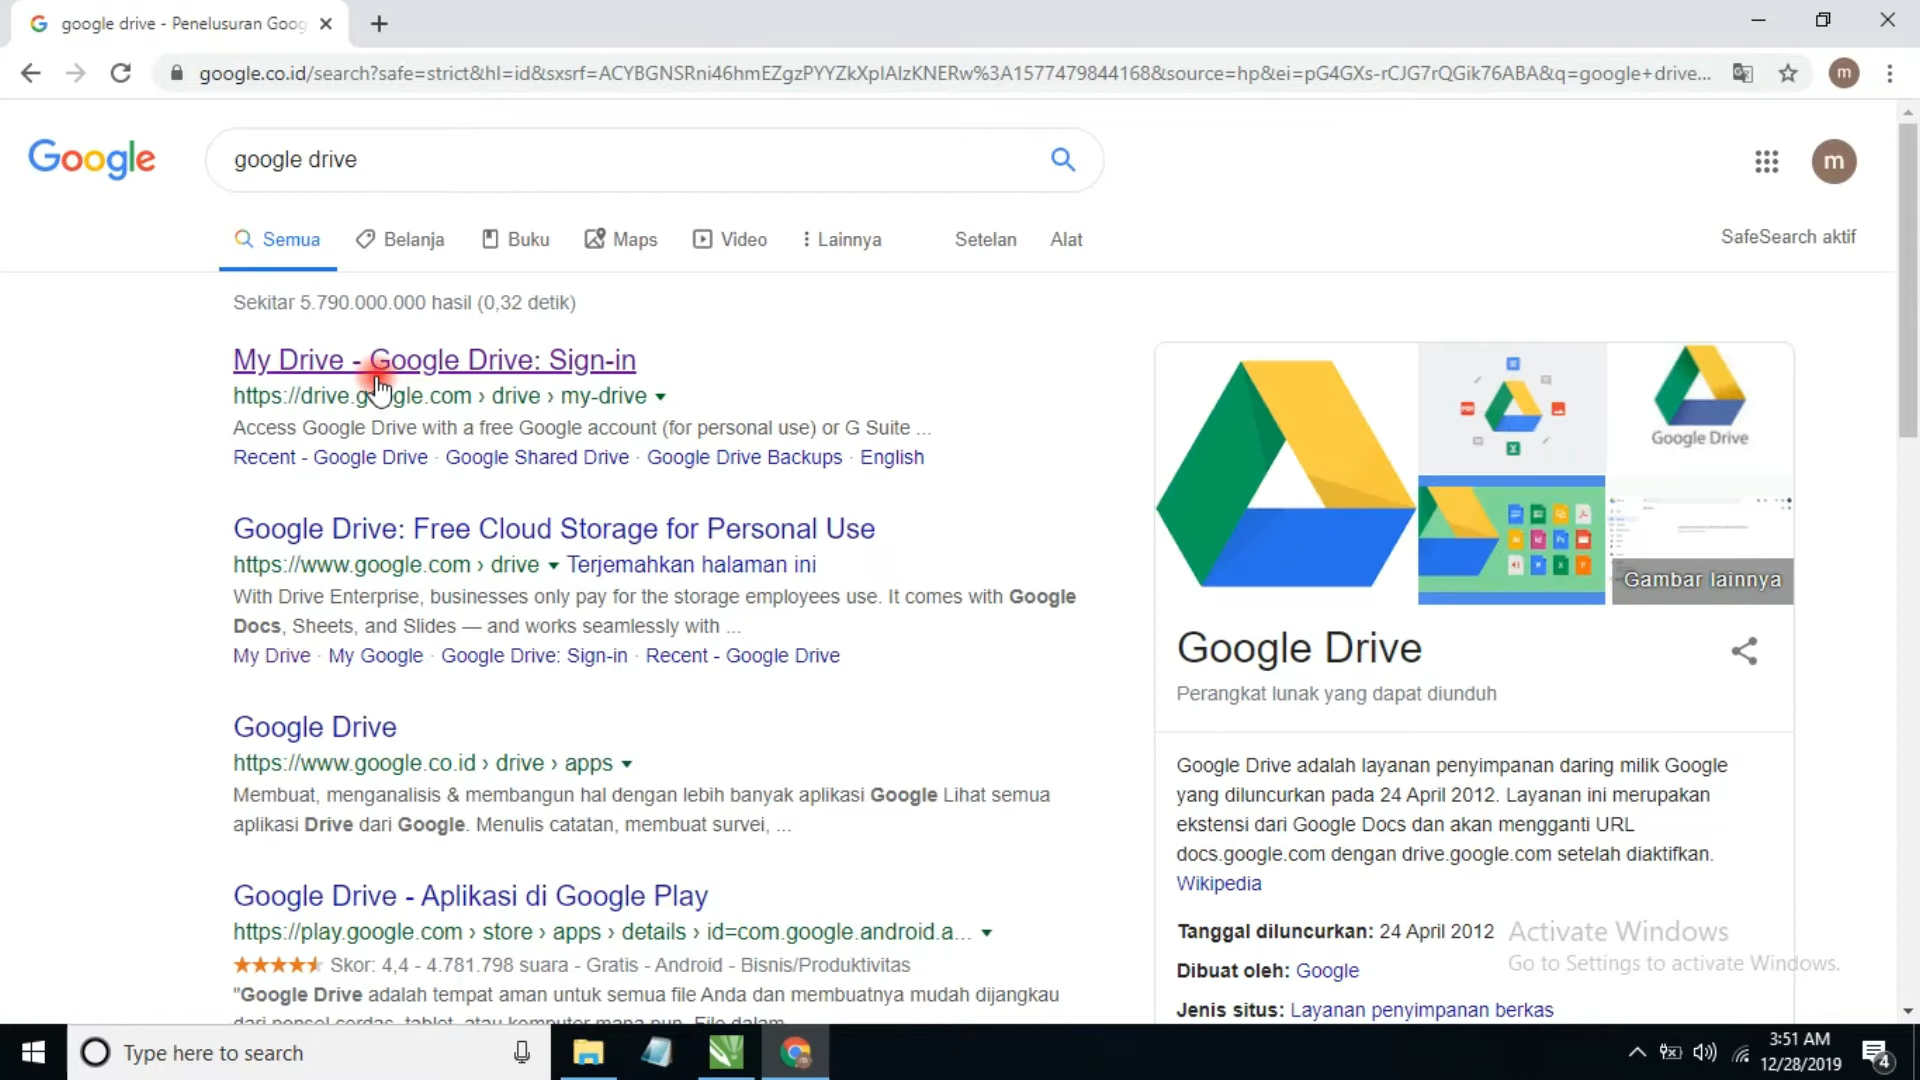 google drive - Penelusuran Goog
google.co.id/search?safe=strict&hl=id&sxsrf=ACYBGNSRni46hmEZgzPYYZkXpIAIzKNERw%3A1577479844168&source=hp&ei=pG4GXs-rCJG7rQGik76ABA&q=google+drive...
m
Google
google drive
m
Semua
Belanja
Buku
Maps
Video
Lainnya
Setelan
Alat
SafeSearch aktif
Sekitar 5.790.000.000 hasil (0,32 detik)
My Drive - Google Drive: Sign-in
https://drive.google.com › drive › my-drive
Access Google Drive with a free Google account (for personal use) or G Suite ...
Recent - Google Drive · Google Shared Drive · Google Drive Backups · English
Google Drive: Free Cloud Storage for Personal Use
https://www.google.com › drive Terjemahkan halaman ini
With Drive Enterprise, businesses only pay for the storage employees use. It comes with Google
Docs, Sheets, and Slides — and works seamlessly with ...
My Drive · My Google · Google Drive: Sign-in · Recent - Google Drive
Google Drive
https://www.google.co.id › drive › apps
Membuat, menganalisis & membangun hal dengan lebih banyak aplikasi Google Lihat semua
aplikasi Drive dari Google. Menulis catatan, membuat survei, ...
Google Drive - Aplikasi di Google Play
https://play.google.com › store › apps › details › id=com.google.android.a...
Skor: 4,4 - 4.781.798 suara - Gratis - Android - Bisnis/Produktivitas
"Google Drive adalah tempat aman untuk semua file Anda dan membuatnya mudah dijangkau
dari ponsel cerdas, tablet, atau komputer mana pun. File dalam
Google Drive
Gambar lainnya
Google Drive
Perangkat lunak yang dapat diunduh
Google Drive adalah layanan penyimpanan daring milik Google
yang diluncurkan pada 24 April 2012. Layanan ini merupakan
ekstensi dari Google Docs dan akan mengganti URL
docs.google.com dengan drive.google.com setelah diaktifkan.
Wikipedia
Tanggal diluncurkan: 24 April 2012
Dibuat oleh: Google
Jenis situs: Layanan penyimpanan berkas
Activate Windows
Go to Settings to activate Windows.
Type here to search
3:51 AM
12/28/2019
4